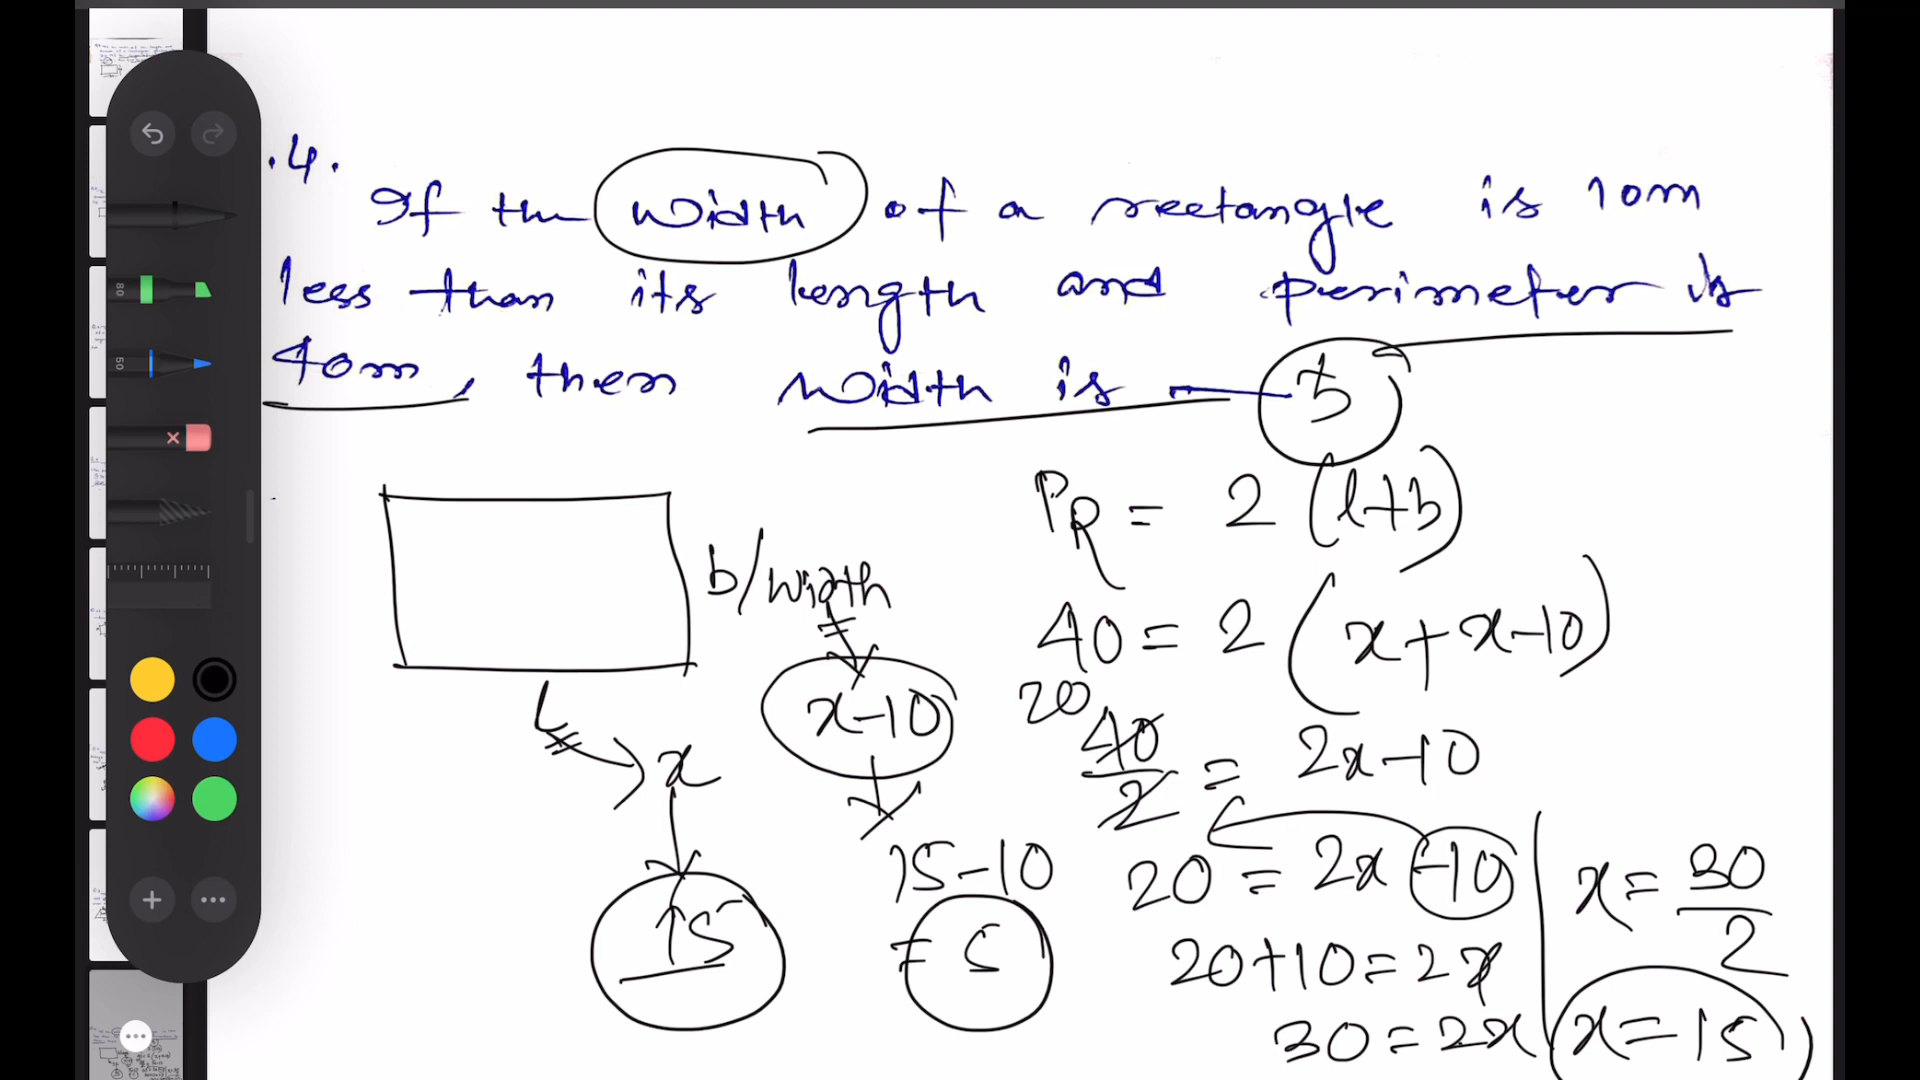 .4.
If the width of a rectangle is 10m
less than its length and perimeter is
40m, then width is — 5
PR = 2 (l+b)
b/width
40 = 2 (x+x-10)
x-10
L
x
20
40/2 = 2x-10
15-10
= 5
15
20 = 2x-10
20+10=2x
30=2x
x= 30/2
x=15
80
50